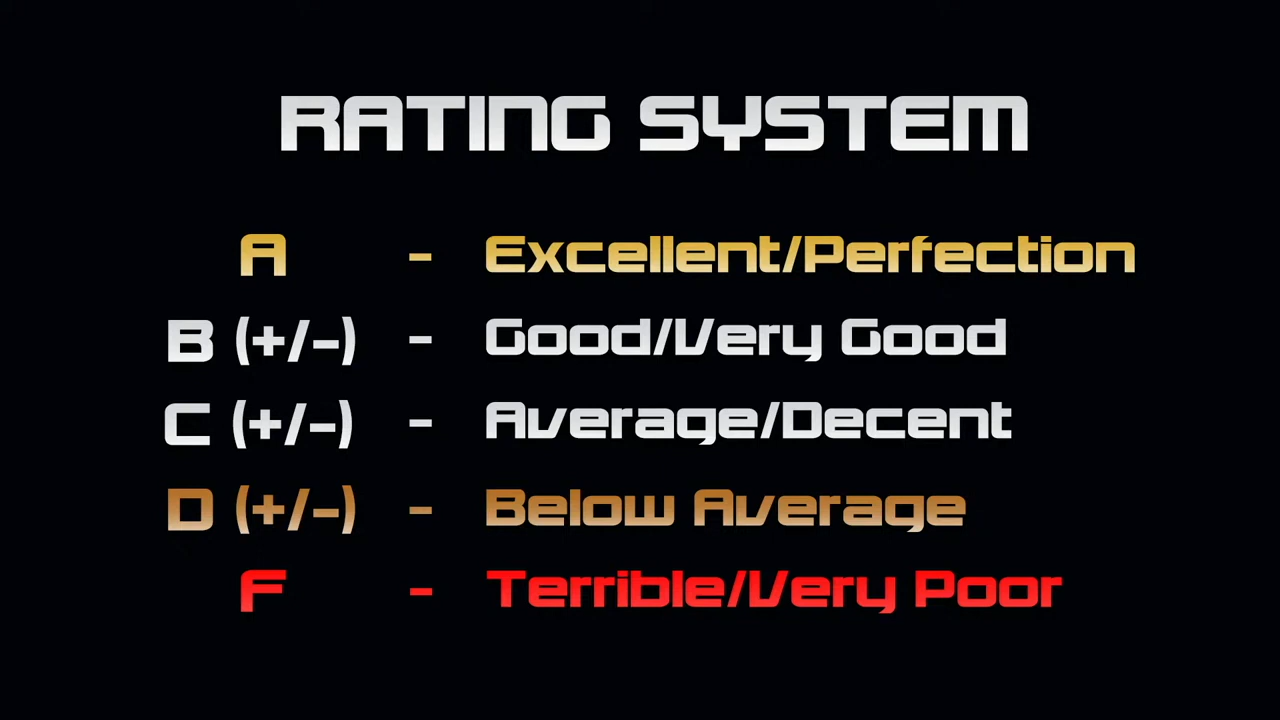 RATING SYSTEM
A - Excellent/Perfection
B (+/-) - Good/Very Good
C (+/-) - Average/Decent
D (+/-) - Below Average
F - Terrible/Very Poor